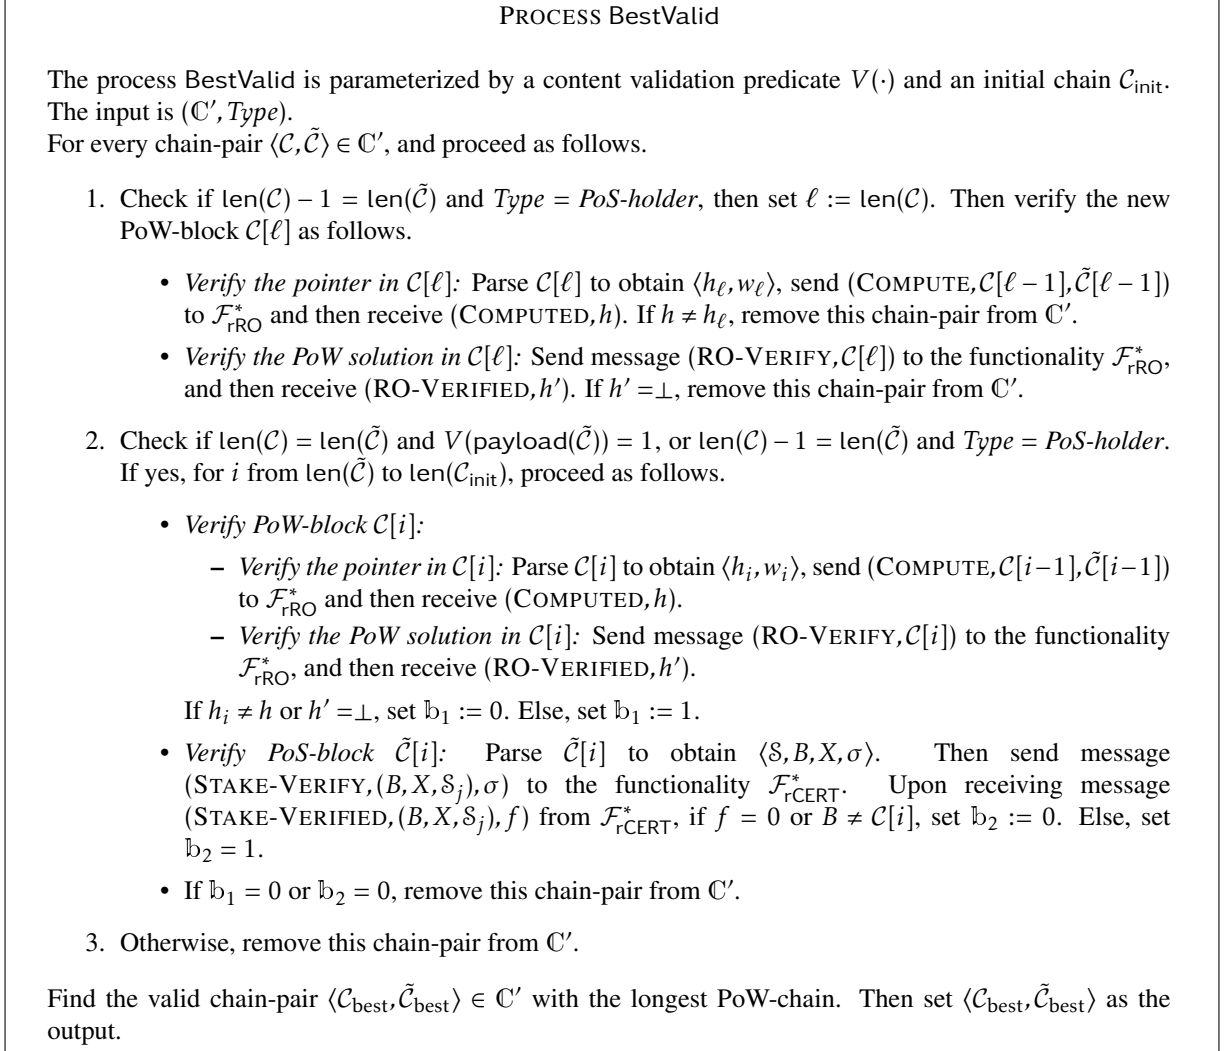 PROCESS BestValid
The process BestValid is parameterized by a content validation predicate V(·) and an initial chain 𝒞_init.
The input is (ℂ′, Type).
For every chain-pair ⟨𝒞, 𝒞̃⟩ ∈ ℂ′, and proceed as follows.
1. Check if len(𝒞) − 1 = len(𝒞̃) and Type = PoS-holder, then set ℓ := len(𝒞). Then verify the new
PoW-block 𝒞[ℓ] as follows.
• Verify the pointer in 𝒞[ℓ]: Parse 𝒞[ℓ] to obtain ⟨h_ℓ, w_ℓ⟩, send (COMPUTE, 𝒞[ℓ − 1], 𝒞̃[ℓ − 1])
to ℱ*_rRO and then receive (COMPUTED, h). If h ≠ h_ℓ, remove this chain-pair from ℂ′.
• Verify the PoW solution in 𝒞[ℓ]: Send message (RO-VERIFY, 𝒞[ℓ]) to the functionality ℱ*_rRO,
and then receive (RO-VERIFIED, h′). If h′ =⊥, remove this chain-pair from ℂ′.
2. Check if len(𝒞) = len(𝒞̃) and V(payload(𝒞̃)) = 1, or len(𝒞) − 1 = len(𝒞̃) and Type = PoS-holder.
If yes, for i from len(𝒞̃) to len(𝒞_init), proceed as follows.
• Verify PoW-block 𝒞[i]:
– Verify the pointer in 𝒞[i]: Parse 𝒞[i] to obtain ⟨h_i, w_i⟩, send (COMPUTE, 𝒞[i−1], 𝒞̃[i−1])
to ℱ*_rRO and then receive (COMPUTED, h).
– Verify the PoW solution in 𝒞[i]: Send message (RO-VERIFY, 𝒞[i]) to the functionality
ℱ*_rRO, and then receive (RO-VERIFIED, h′).
If h_i ≠ h or h′ =⊥, set 𝕓_1 := 0. Else, set 𝕓_1 := 1.
• Verify PoS-block 𝒞̃[i]: Parse 𝒞̃[i] to obtain ⟨𝕊, B, X, σ⟩. Then send message
(STAKE-VERIFY, (B, X, 𝕊_j), σ) to the functionality ℱ*_rCERT. Upon receiving message
(STAKE-VERIFIED, (B, X, 𝕊_j), f) from ℱ*_rCERT, if f = 0 or B ≠ 𝒞[i], set 𝕓_2 := 0. Else, set
𝕓_2 = 1.
• If 𝕓_1 = 0 or 𝕓_2 = 0, remove this chain-pair from ℂ′.
3. Otherwise, remove this chain-pair from ℂ′.
Find the valid chain-pair ⟨𝒞_best, 𝒞̃_best⟩ ∈ ℂ′ with the longest PoW-chain. Then set ⟨𝒞_best, 𝒞̃_best⟩ as the
output.